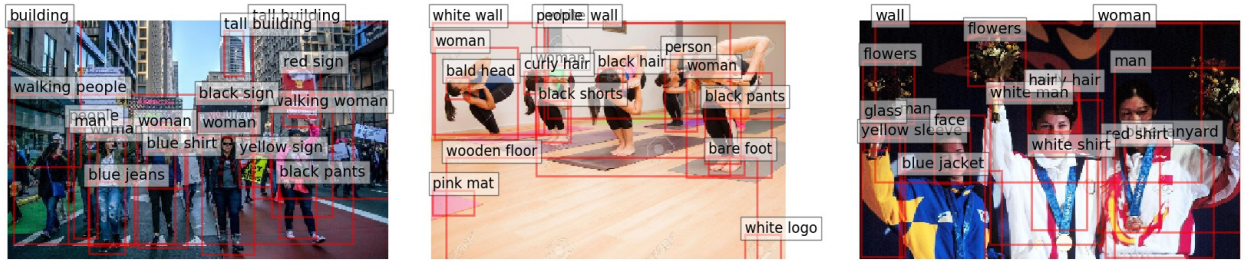 building
tall building
tall building
red sign
walking people
black sign
walking woman
people
man
woman
woman
woman
blue shirt
yellow sign
blue jeans
black pants
white wall
people
wall
woman
person
bald head
curly hair
black hair
woman
black shorts
black pants
wooden floor
bare foot
pink mat
white logo
wall
woman
flowers
flowers
man
hairy hair
white man
glass
man
face
yellow sleeve
red shirt
lanyard
white shirt
blue jacket